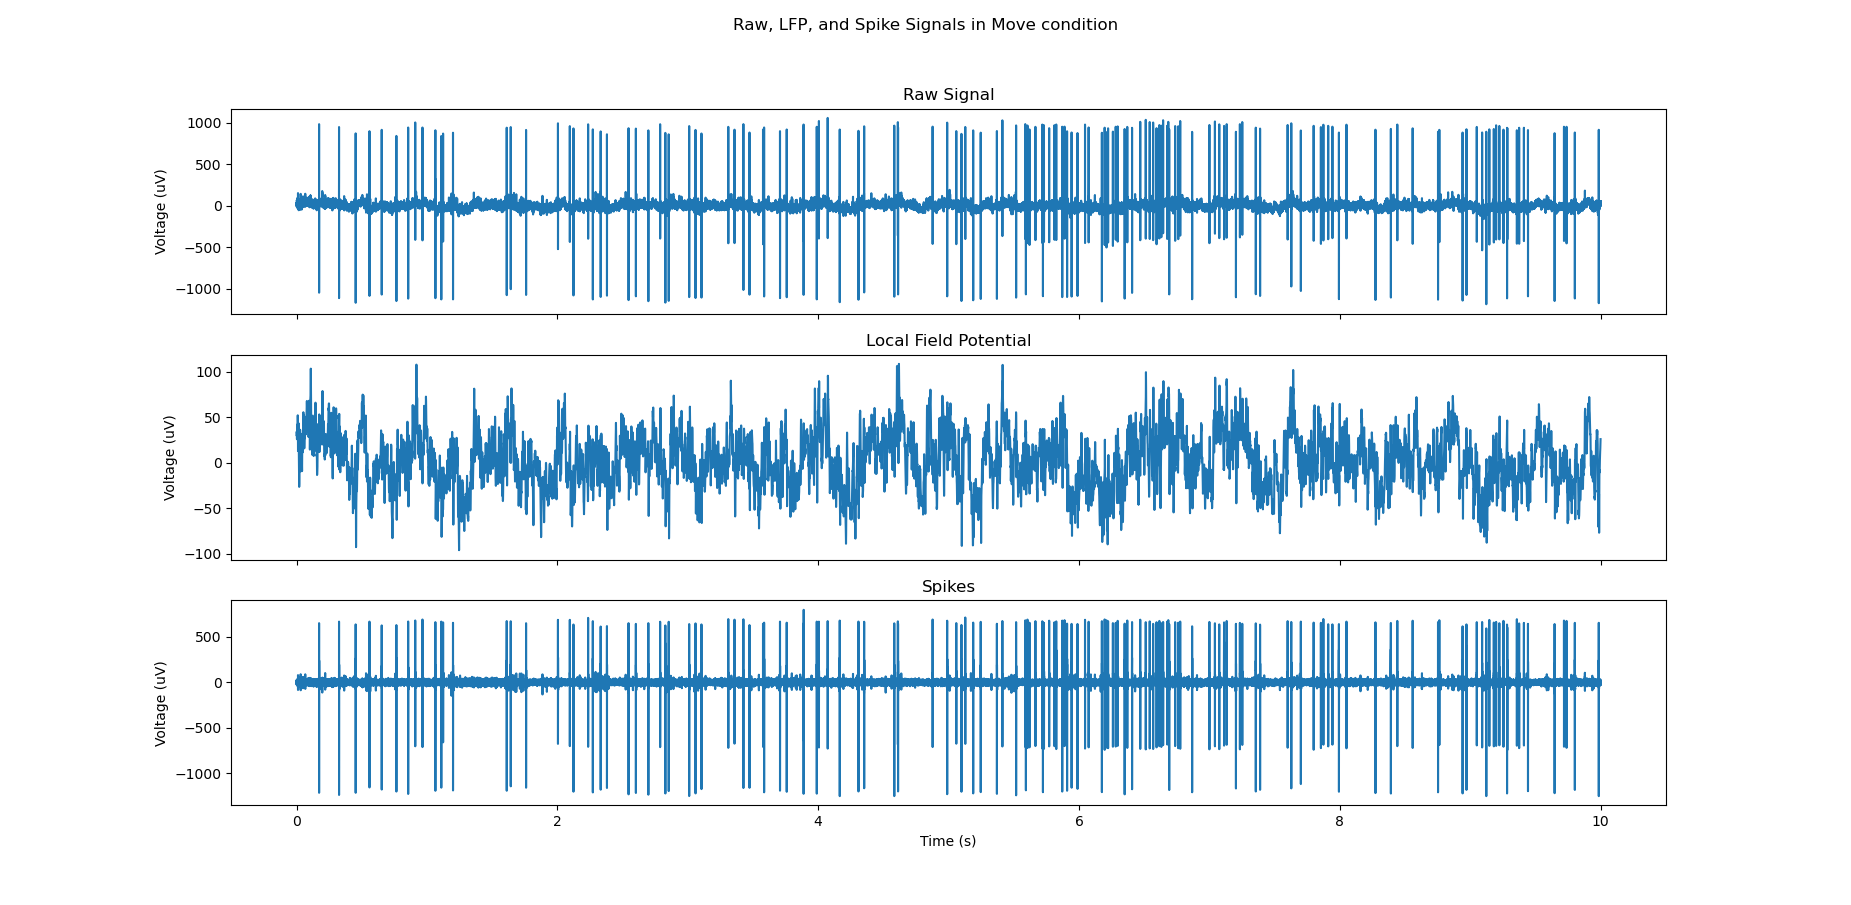 Raw, LFP, and Spike Signals in Move condition
Raw Signal
Voltage (uV)
1000
500
0
−500
−1000
Local Field Potential
Voltage (uV)
100
50
0
−50
−100
Spikes
Voltage (uV)
500
0
−500
−1000
0 2 4 6 8 10
Time (s)